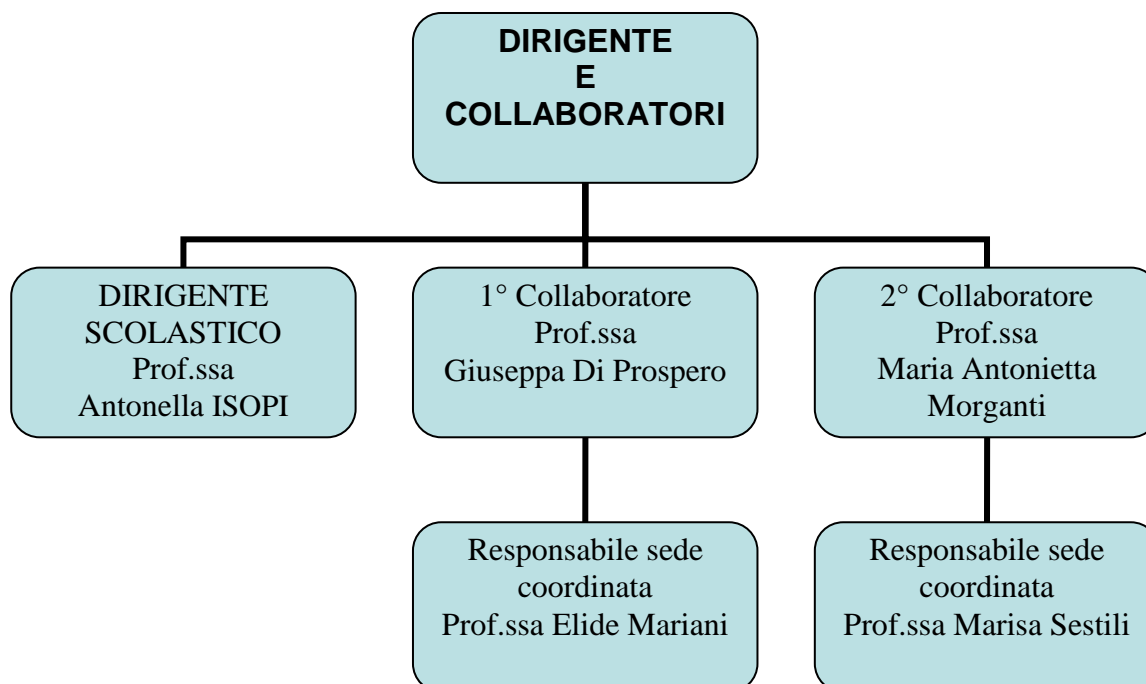 DIRIGENTE
E
COLLABORATORI
DIRIGENTE
SCOLASTICO
Prof.ssa
Antonella ISOPI
1° Collaboratore
Prof.ssa
Giuseppa Di Prospero
2° Collaboratore
Prof.ssa
Maria Antonietta
Morganti
Responsabile sede
coordinata
Prof.ssa Elide Mariani
Responsabile sede
coordinata
Prof.ssa Marisa Sestili